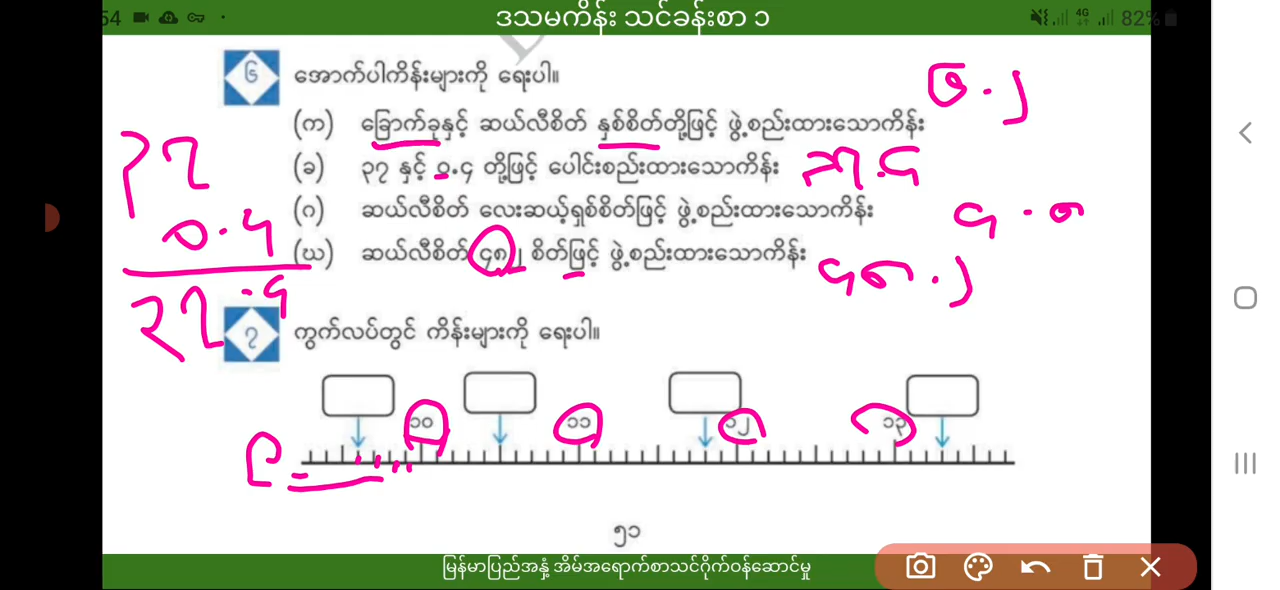 54 4G 82%
ဒသမကိန်း သင်ခန်းစာ ၁
၆ အောက်ပါကိန်းများကို ရေးပါ။
(က) ခြောက်ခုနှင့် ဆယ်လီစိတ် နှစ်စိတ်တို့ဖြင့် ဖွဲ့စည်းထားသောကိန်း ၆.၂
(ခ) ၃၇ နှင့် ၀.၄ တို့ဖြင့် ပေါင်းစည်းထားသောကိန်း ၃၇.၄
(ဂ) ဆယ်လီစိတ် လေးဆယ့်ရှစ်စိတ်ဖြင့် ဖွဲ့စည်းထားသောကိန်း ၄.၈
(ဃ) ဆယ်လီစိတ် ၄၈၂ စိတ်ဖြင့် ဖွဲ့စည်းထားသောကိန်း ၄၈.၂
၃၇
၀.၄
၃၇.၄
၇ ကွက်လပ်တွင် ကိန်းများကို ရေးပါ။
၁၀ ၁၁ ၁၂ ၁၃
၅၁
မြန်မာပြည်အနှံ့ အိမ်အရောက်စာသင်ဂိုက်ဝန်ဆောင်မှု